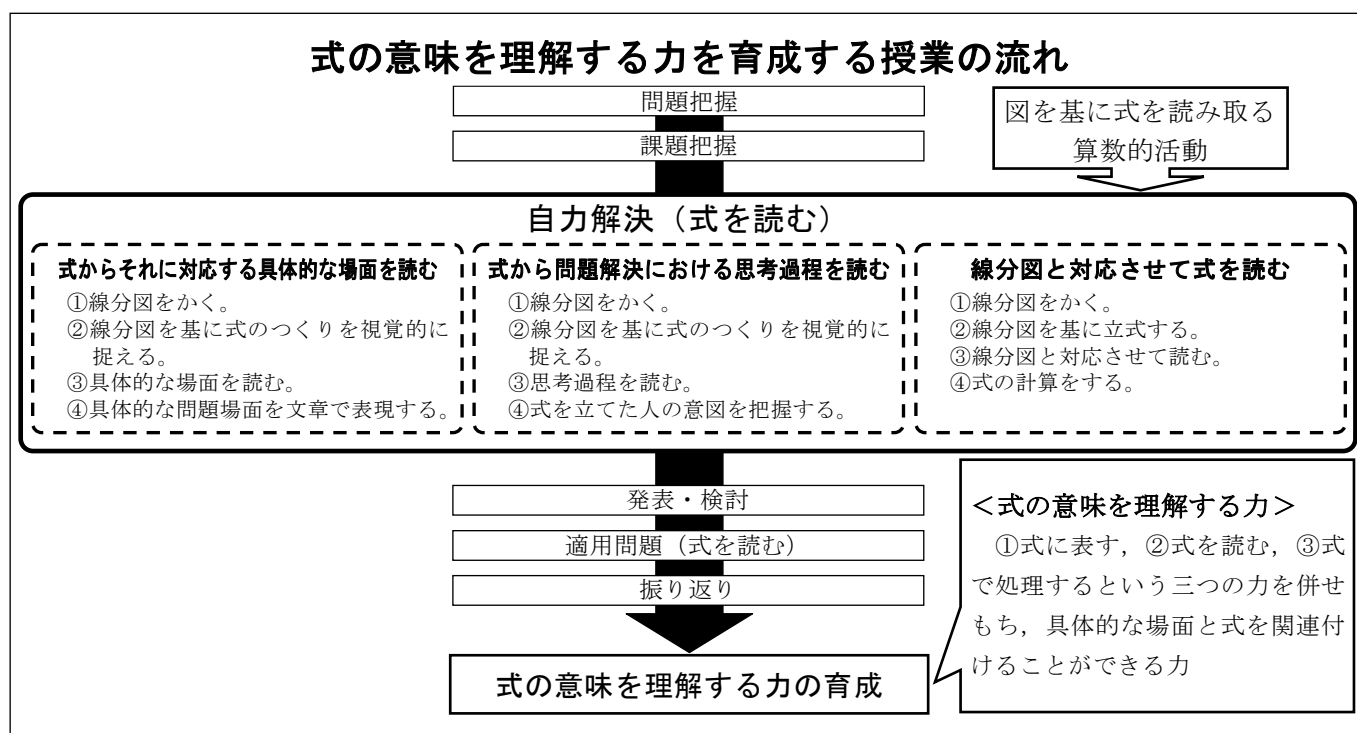 式の意味を理解する力を育成する授業の流れ
問題把握
課題把握
図を基に式を読み取る
算数的活動
自力解決（式を読む）
式からそれに対応する具体的な場面を読む
①線分図をかく。
②線分図を基に式のつくりを視覚的に
捉える。
③具体的な場面を読む。
④具体的な問題場面を文章で表現する。
式から問題解決における思考過程を読む
①線分図をかく。
②線分図を基に式のつくりを視覚的に
捉える。
③思考過程を読む。
④式を立てた人の意図を把握する。
線分図と対応させて式を読む
①線分図をかく。
②線分図を基に立式する。
③線分図と対応させて読む。
④式の計算をする。
発表・検討
適用問題（式を読む）
振り返り
式の意味を理解する力の育成
＜式の意味を理解する力＞
①式に表す，②式を読む，③式
で処理するという三つの力を併せ
もち，具体的な場面と式を関連付
けることができる力